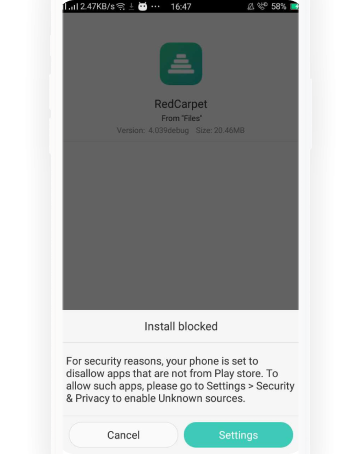 2.47KB/s ... 16:47 58%
RedCarpet
From "Files"
Version: 4.039debug Size: 20.46MB
Install blocked
For security reasons, your phone is set to
disallow apps that are not from Play store. To
allow such apps, please go to Settings > Security
& Privacy to enable Unknown sources.
Cancel Settings